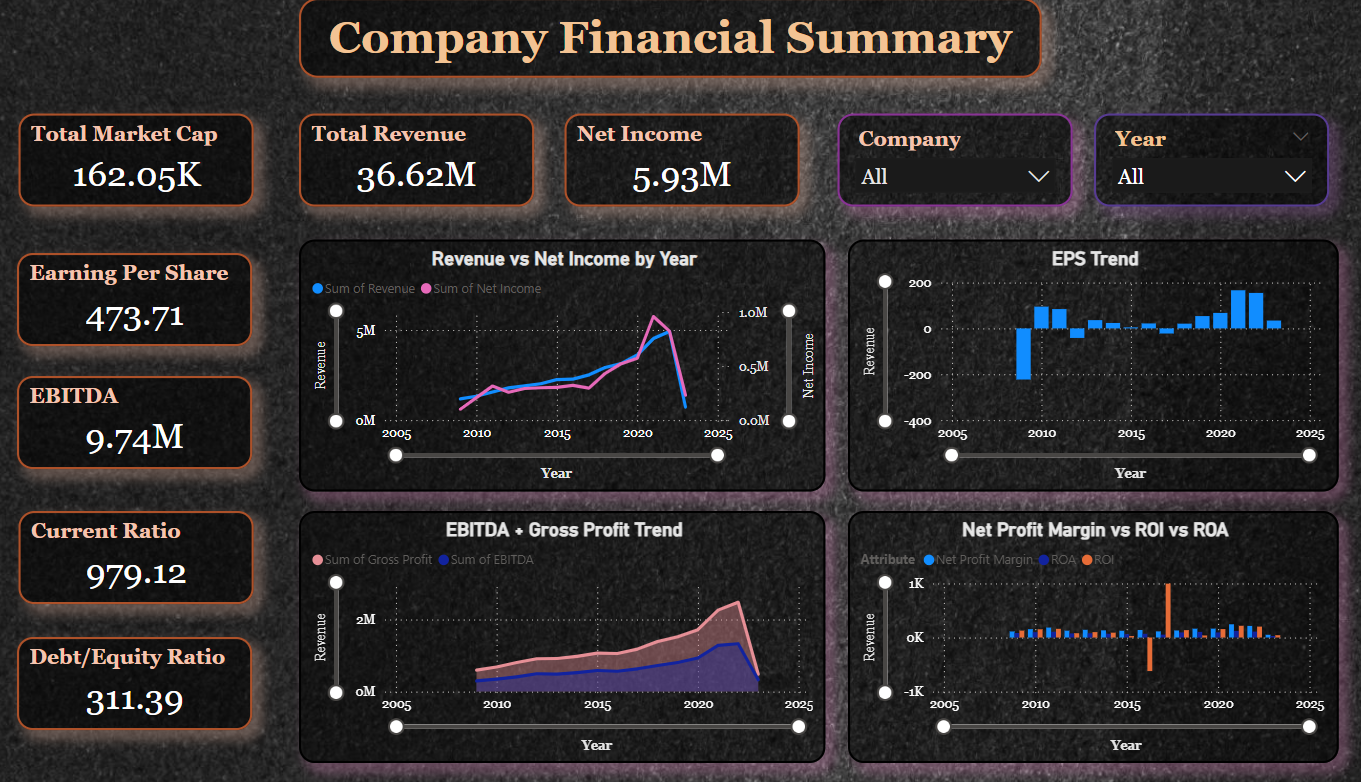 Company Financial Summary
Total Market Cap
162.05K
Total Revenue
36.62M
Net Income
5.93M
Company
All
Year
All
Earning Per Share
473.71
EBITDA
9.74M
Current Ratio
979.12
Debt/Equity Ratio
311.39
Revenue vs Net Income by Year
Sum of Revenue Sum of Net Income
Revenue
5M
0M
1.0M
0.5M
0.0M
Net Income
2005 2010 2015 2020 2025
Year
EPS Trend
Revenue
200
0
-200
-400
2005 2010 2015 2020 2025
Year
EBITDA + Gross Profit Trend
Sum of Gross Profit Sum of EBITDA
Revenue
2M
0M
2005 2010 2015 2020 2025
Year
Net Profit Margin vs ROI vs ROA
Attribute Net Profit Margin ROA ROI
Revenue
1K
0K
-1K
2005 2010 2015 2020 2025
Year